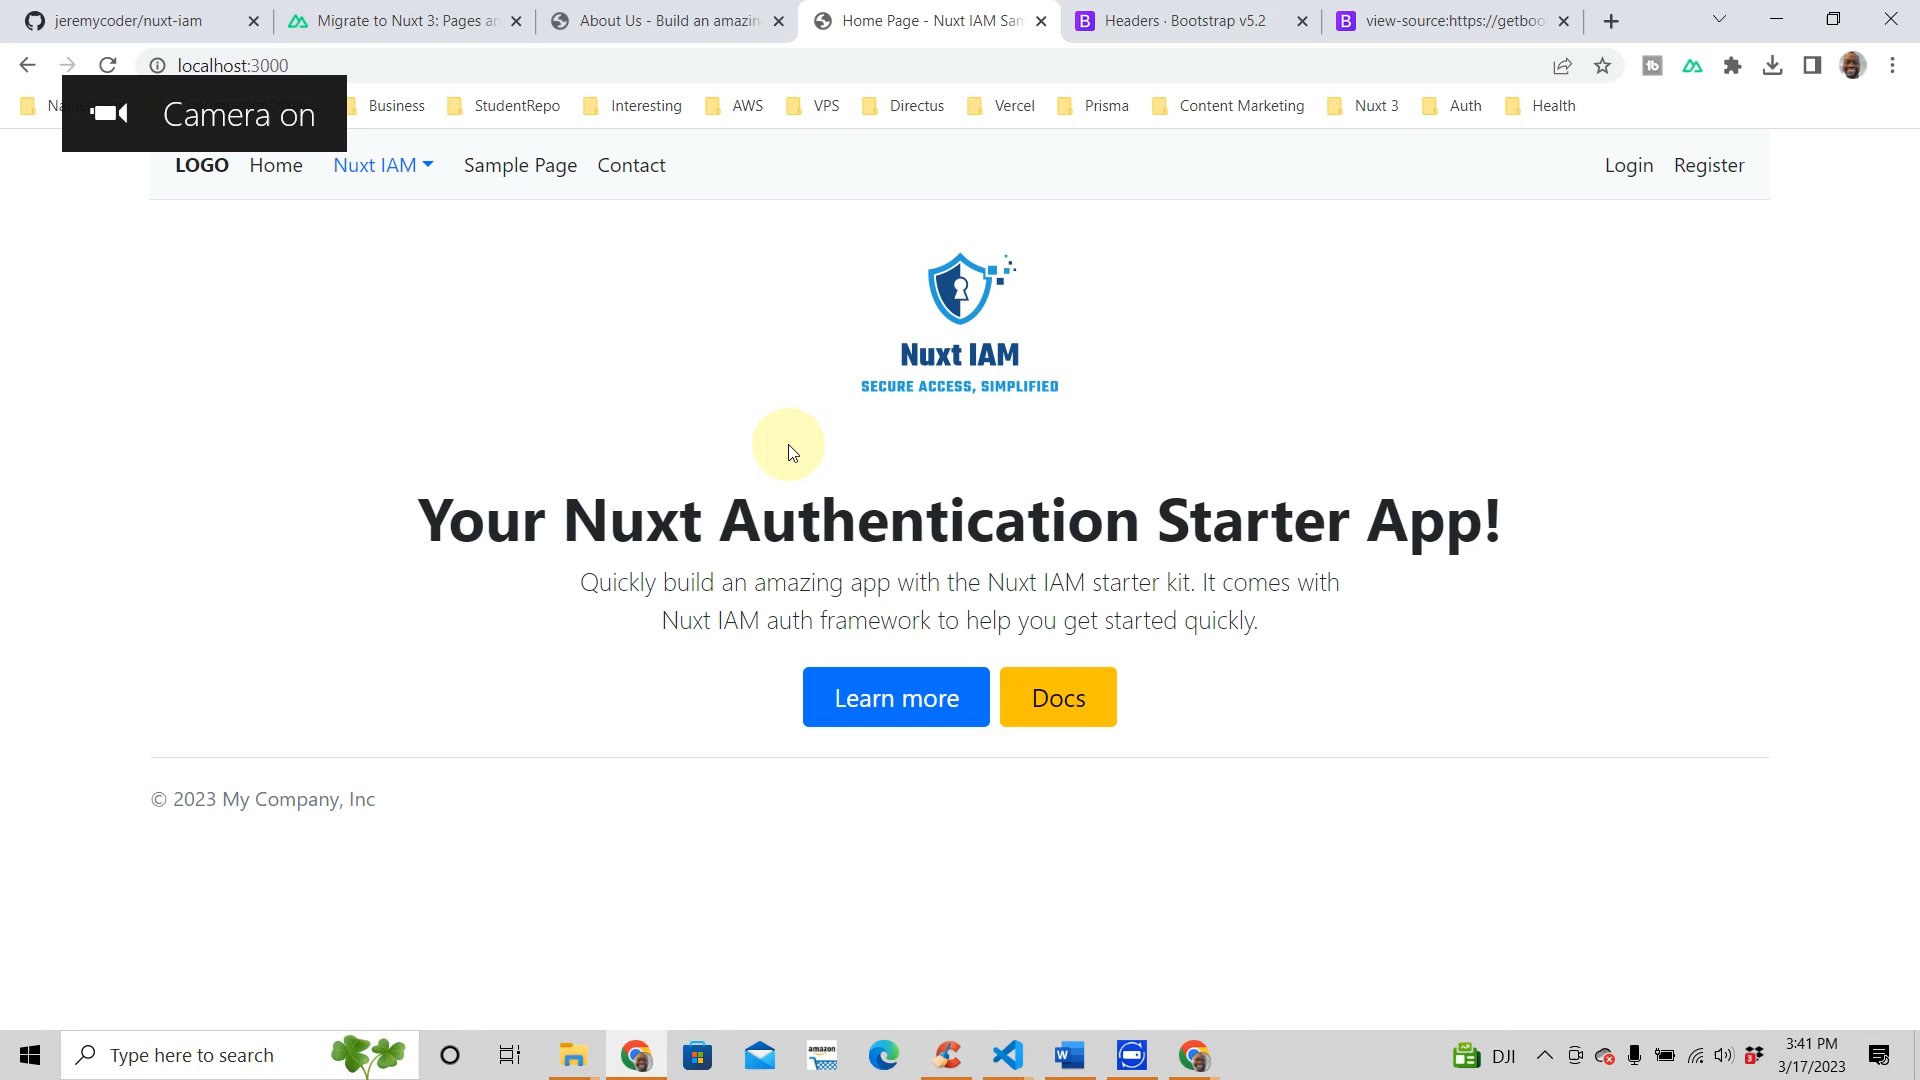 jeremycoder/nuxt-iam
Migrate to Nuxt 3: Pages an
About Us - Build an amazin
Home Page - Nuxt IAM Sam
Headers · Bootstrap v5.2
view-source:https://getboo
localhost:3000
Camera on
Business
StudentRepo
Interesting
AWS
VPS
Directus
Vercel
Prisma
Content Marketing
Nuxt 3
Auth
Health
LOGO
Home
Nuxt IAM
Sample Page
Contact
Login
Register
Nuxt IAM
SECURE ACCESS, SIMPLIFIED
Your Nuxt Authentication Starter App!
Quickly build an amazing app with the Nuxt IAM starter kit. It comes with
Nuxt IAM auth framework to help you get started quickly.
Learn more
Docs
© 2023 My Company, Inc
Type here to search
amazon
DJI
3:41 PM
3/17/2023